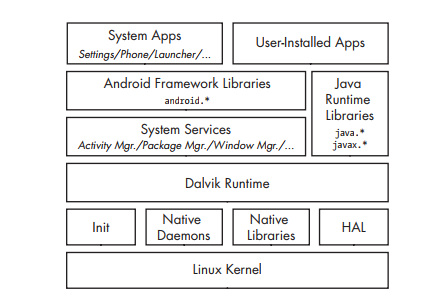 System Apps
Settings/Phone/Launcher/...
User-Installed Apps
Android Framework Libraries
android.*
Java
Runtime
Libraries
java.*
javax.*
System Services
Activity Mgr./Package Mgr./Window Mgr./...
Dalvik Runtime
Init
Native
Daemons
Native
Libraries
HAL
Linux Kernel